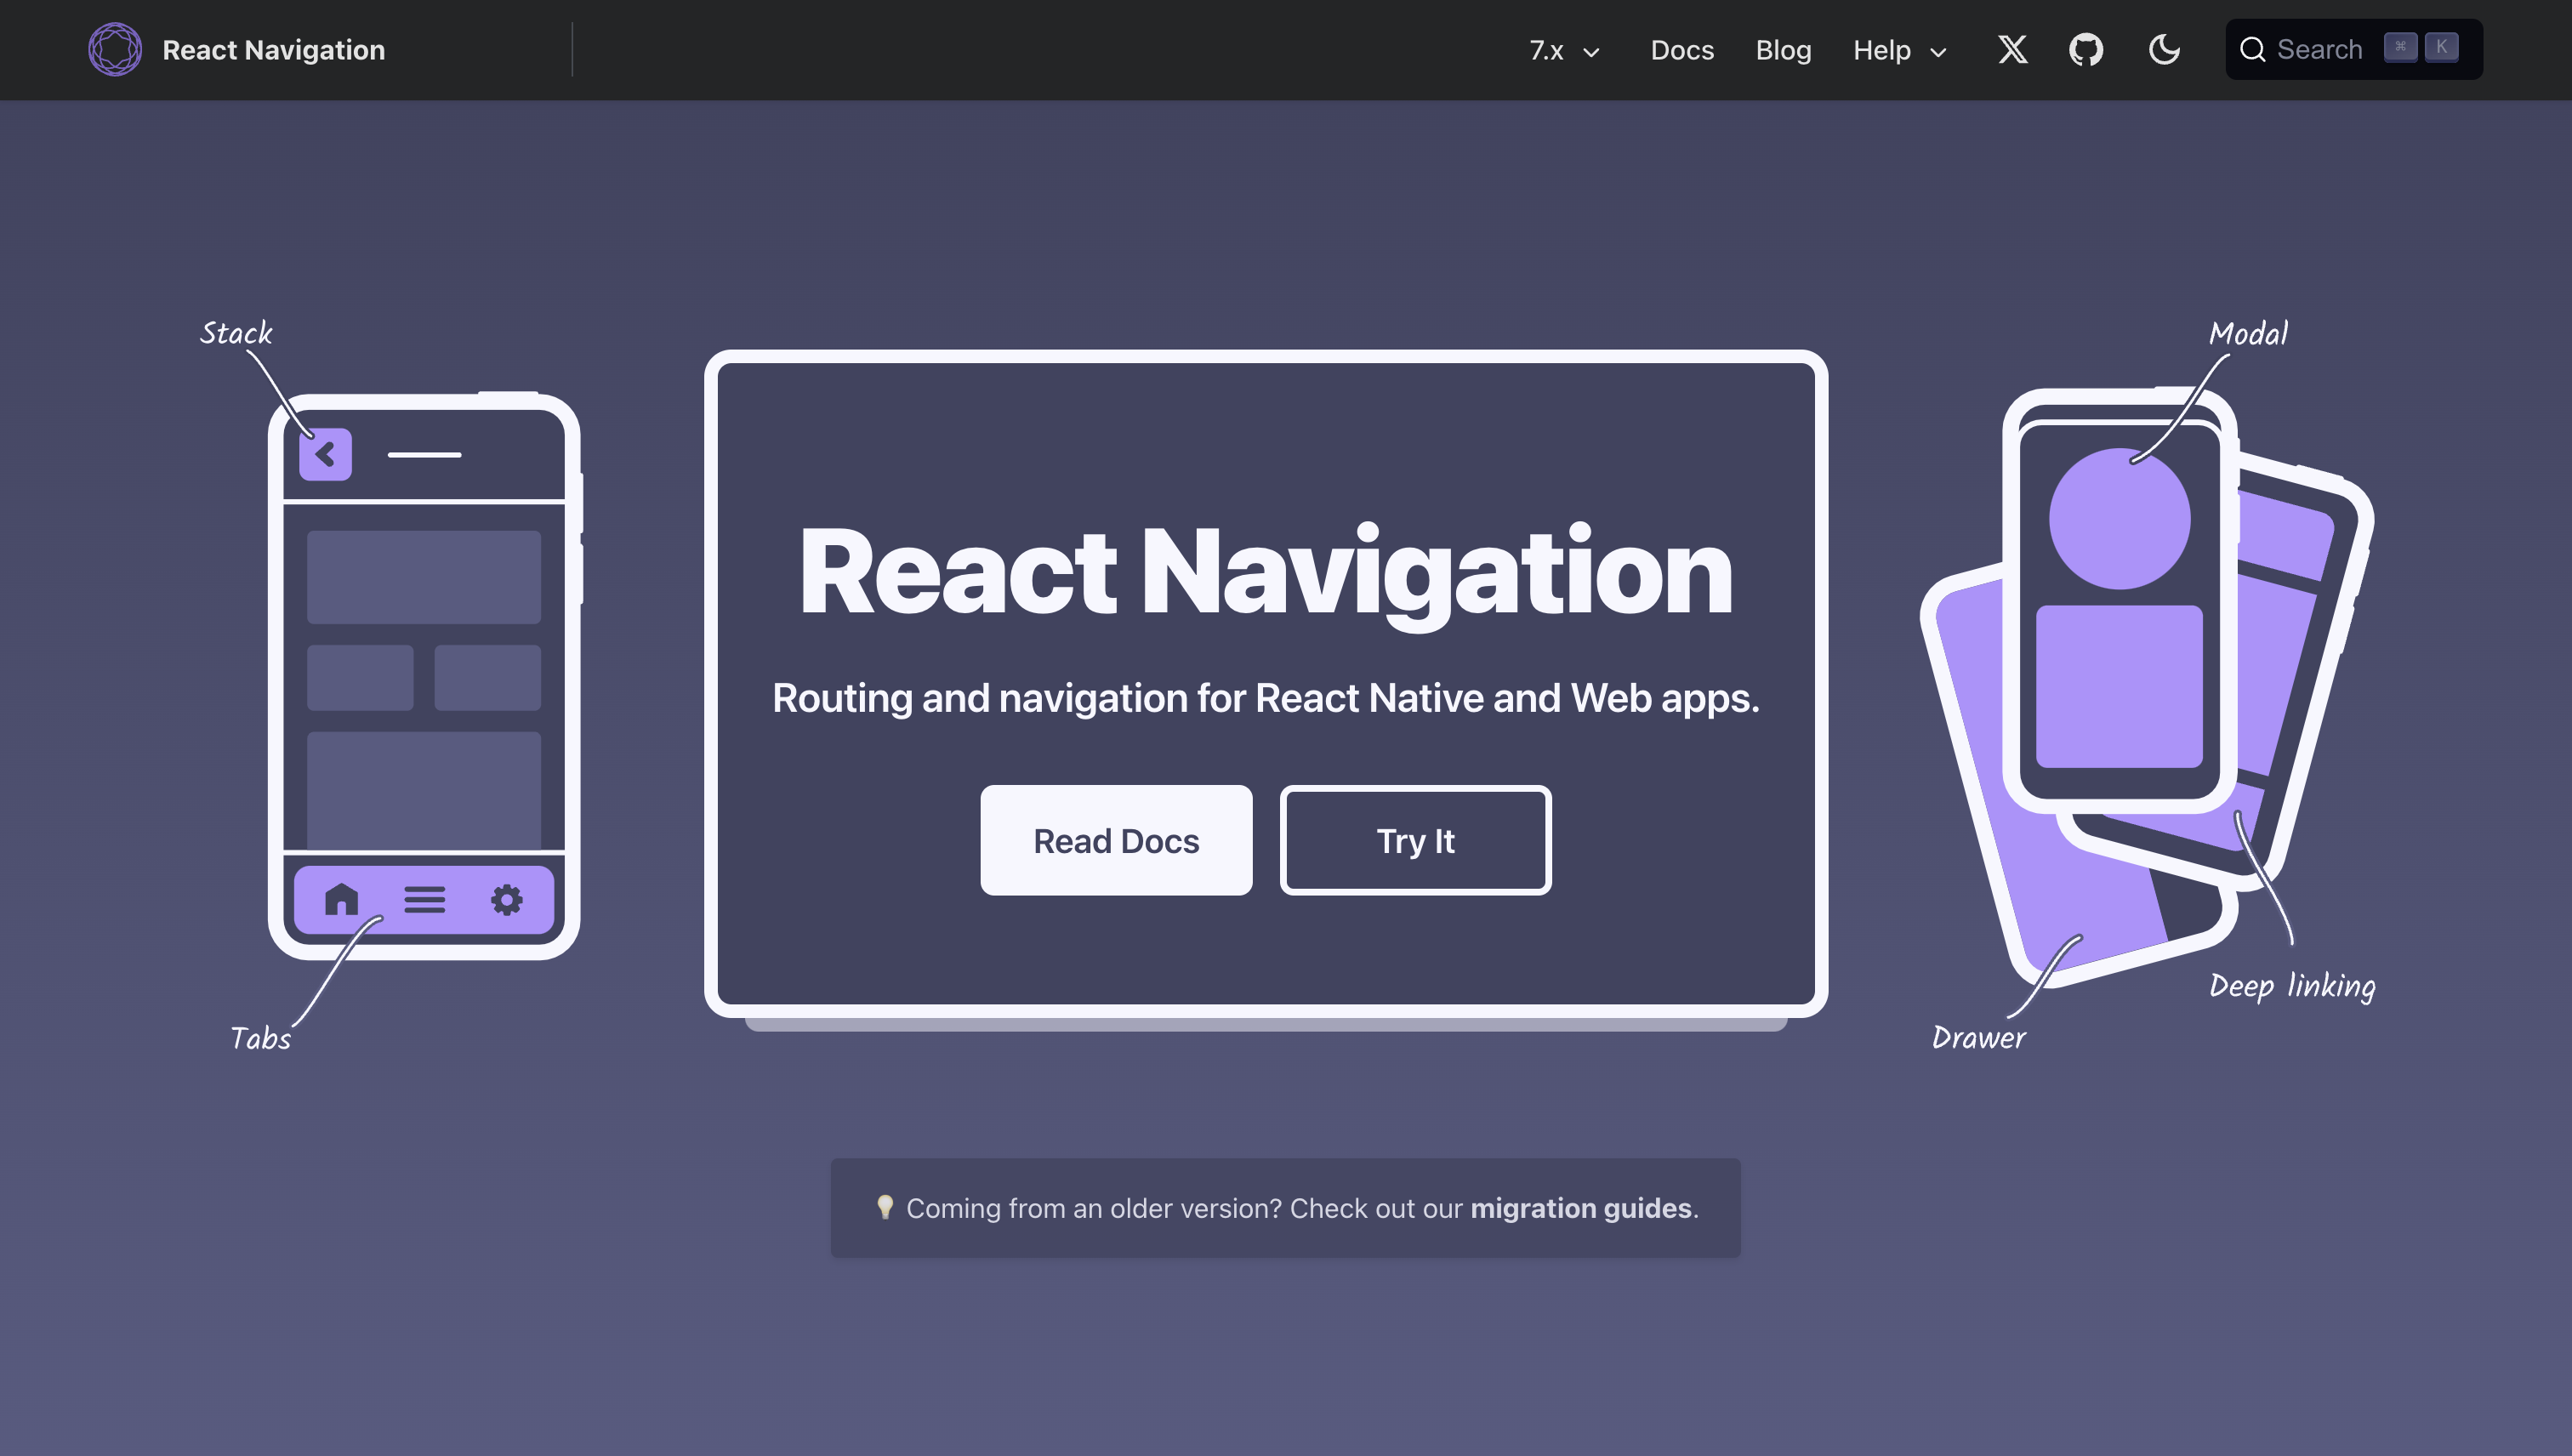 React Navigation
7.x Docs Blog Help Search ⌘ K
Stack
Modal
React Navigation
Routing and navigation for React Native and Web apps.
Read Docs Try It
Deep linking
Tabs
Drawer
Coming from an older version? Check out our migration guides.